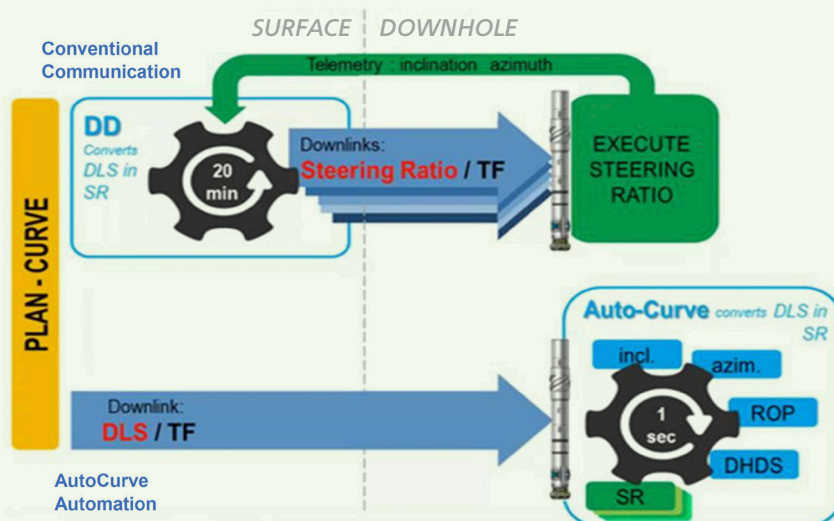 SURFACE DOWNHOLE
Conventional
Communication
Telemetry : inclination azimuth
PLAN - CURVE
DD
Converts
DLS in
SR
20
min
Downlinks:
Steering Ratio / TF
EXECUTE
STEERING
RATIO
Auto-Curve converts DLS in
SR
incl.
azim.
ROP
DHDS
SR
1
sec
Downlink:
DLS / TF
AutoCurve
Automation